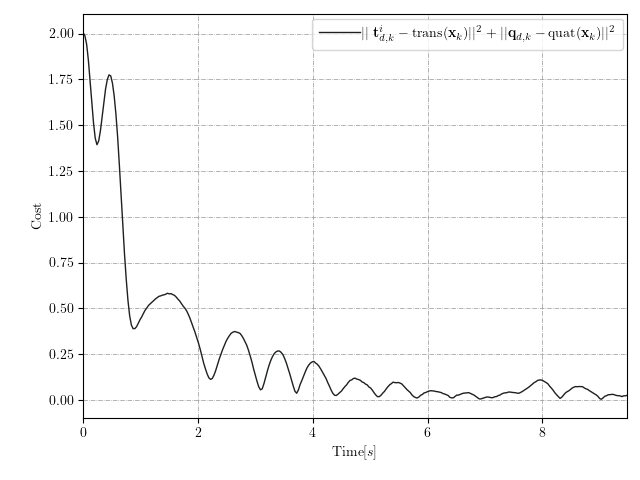 || t^i_{d,k} − trans(x_k)||^2 + ||q_{d,k} − quat(x_k)||^2
2.00
1.75
1.50
1.25
1.00
0.75
0.50
0.25
0.00
Cost
0 2 4 6 8
Time[s]